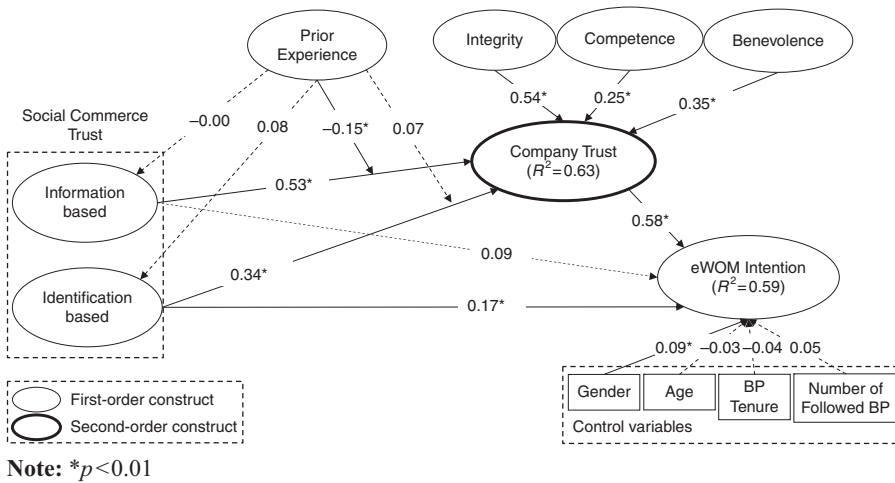 Prior
Experience
Integrity
Competence
Benevolence
Social Commerce
Trust
–0.00
0.08
–0.15*
0.07
0.54*
0.25*
0.35*
Information
based
0.53*
Company Trust
(R²=0.63)
0.58*
0.09
Identification
based
0.34*
0.17*
eWOM Intention
(R²=0.59)
0.09*
–0.03
–0.04
0.05
Gender
Age
BP
Tenure
Number of
Followed BP
Control variables
First-order construct
Second-order construct
Note: *p<0.01